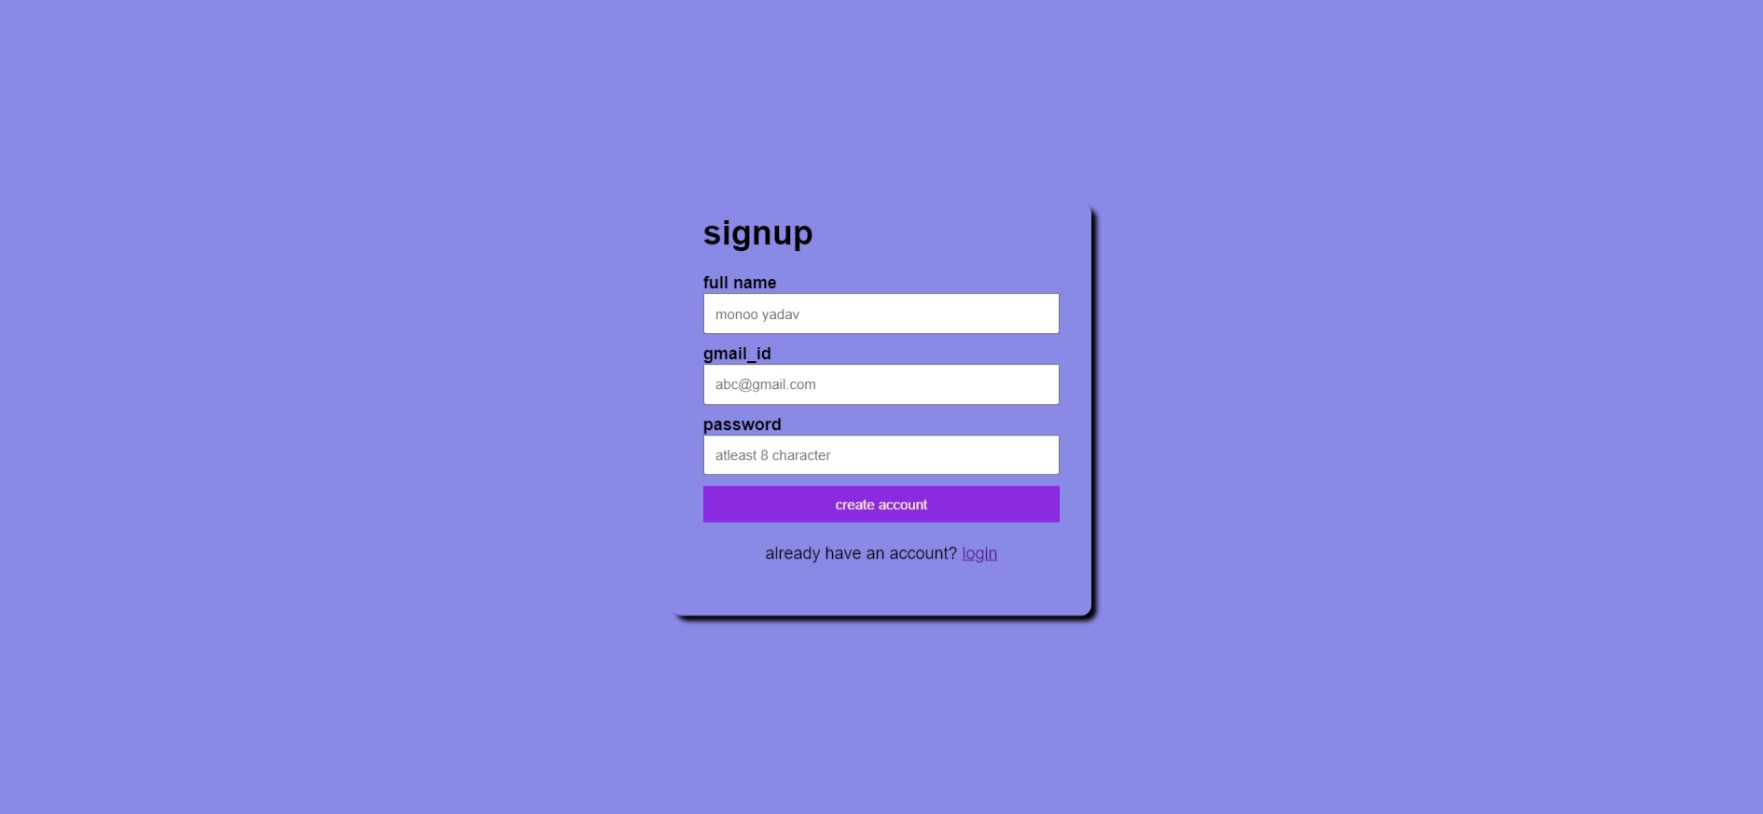 signup
full name
monoo yadav
gmail_id
abc@gmail.com
password
atleast 8 character
create account
already have an account? login